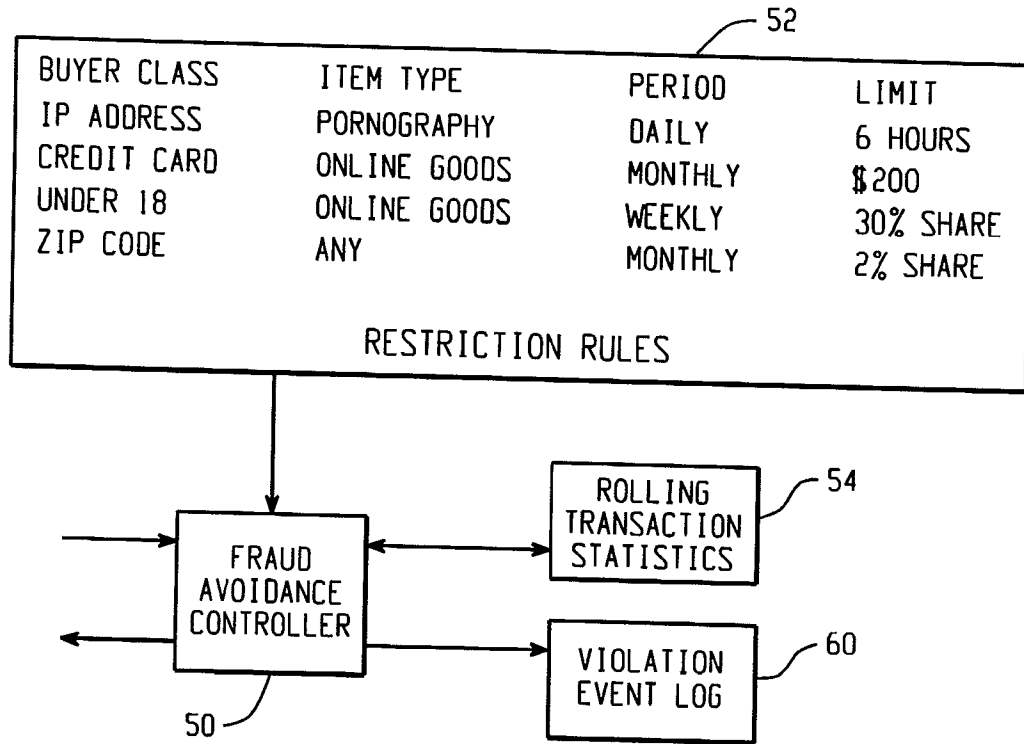 52
BUYER CLASS ITEM TYPE PERIOD LIMIT
IP ADDRESS PORNOGRAPHY DAILY 6 HOURS
CREDIT CARD ONLINE GOODS MONTHLY $200
UNDER 18 ONLINE GOODS WEEKLY 30% SHARE
ZIP CODE ANY MONTHLY 2% SHARE
RESTRICTION RULES
ROLLING
TRANSACTION
STATISTICS
54
FRAUD
AVOIDANCE
CONTROLLER
50
VIOLATION
EVENT LOG
60